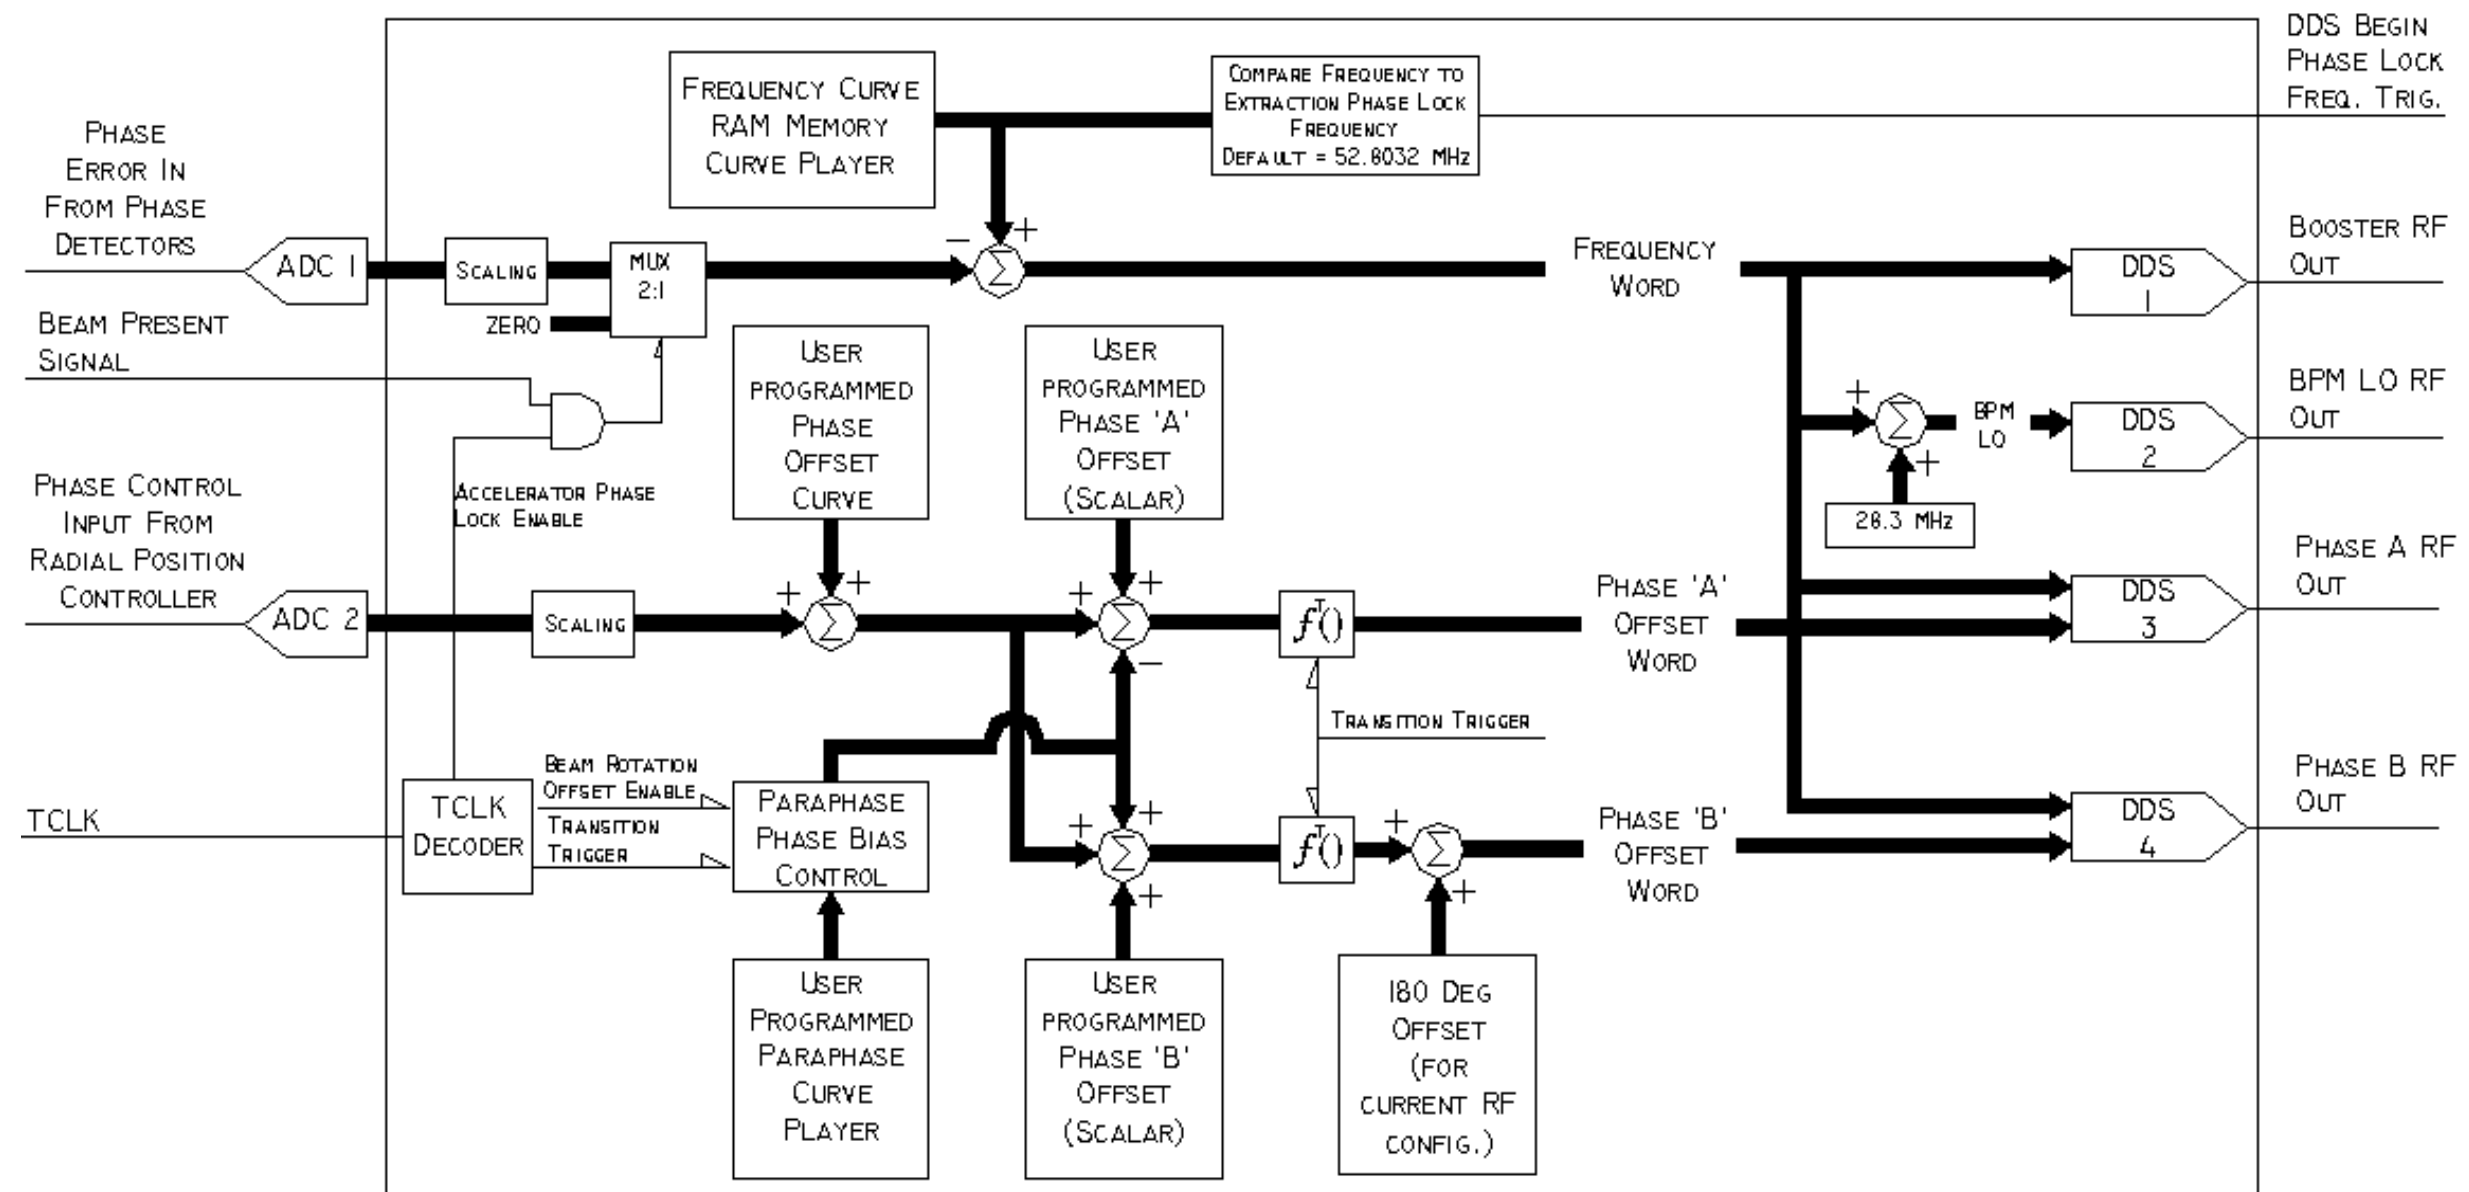 DDS BEGIN
PHASE LOCK
FREQ. TRIG.
FREQUENCY CURVE
RAM MEMORY
CURVE PLAYER
COMPARE FREQUENCY TO
EXTRACTION PHASE LOCK
FREQUENCY
DEFAULT = 52.8032 MHZ
PHASE
ERROR IN
FROM PHASE
DETECTORS
ADC 1
SCALING
MUX
2:1
ZERO
− +
Σ
FREQUENCY
WORD
DDS
1
BOOSTER RF
OUT
BEAM PRESENT
SIGNAL
USER
PROGRAMMED
PHASE
OFFSET
CURVE
USER
PROGRAMMED
PHASE 'A'
OFFSET
(SCALAR)
+
Σ
+
28.3 MHZ
BPM
LO
DDS
2
BPM LO RF
OUT
ACCELERATOR PHASE
LOCK ENABLE
PHASE CONTROL
INPUT FROM
RADIAL POSITION
CONTROLLER
ADC 2
SCALING
+ +
Σ
+ +
Σ
−
f^T()
PHASE 'A'
OFFSET
WORD
DDS
3
PHASE A RF
OUT
TRANSITION TRIGGER
TCLK
TCLK
DECODER
BEAM ROTATION
OFFSET ENABLE
TRANSITION
TRIGGER
PARAPHASE
PHASE BIAS
CONTROL
+ +
Σ
+
f^T()
+
Σ
+
PHASE 'B'
OFFSET
WORD
DDS
4
PHASE B RF
OUT
USER
PROGRAMMED
PARAPHASE
CURVE
PLAYER
USER
PROGRAMMED
PHASE 'B'
OFFSET
(SCALAR)
180 DEG
OFFSET
(FOR
CURRENT RF
CONFIG.)